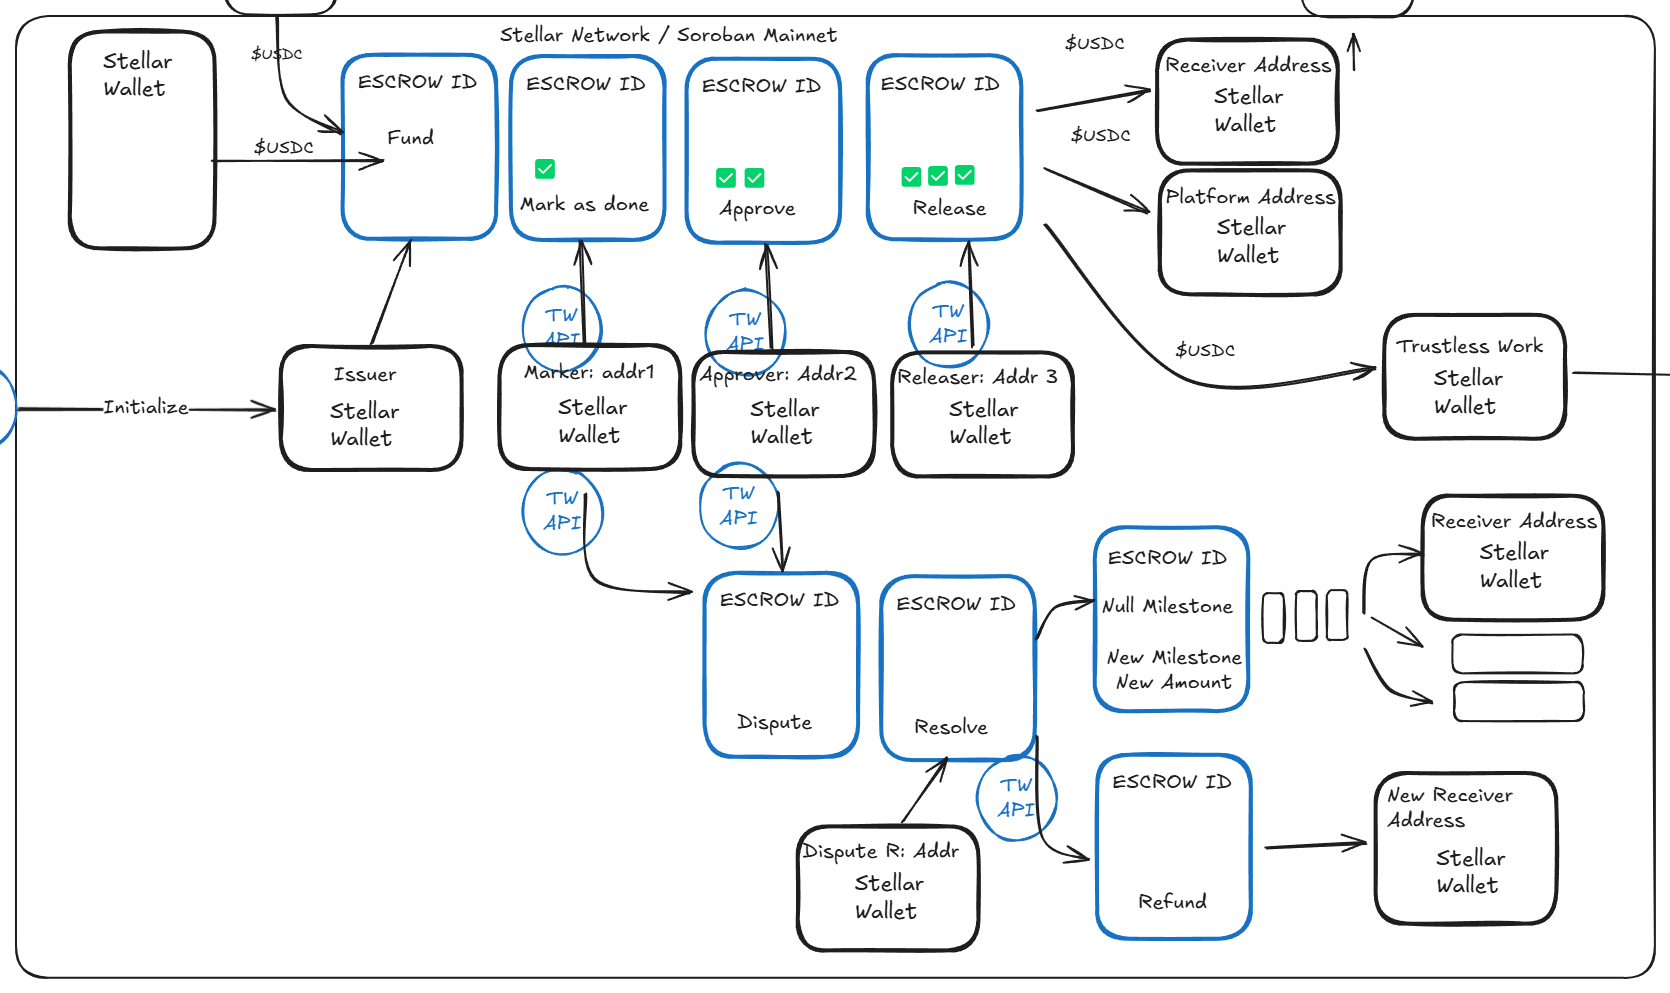 Stellar Network / Soroban Mainnet
Stellar
Wallet
$USDC
$USDC
ESCROW ID
Fund
ESCROW ID
Mark as done
ESCROW ID
Approve
ESCROW ID
Release
$USDC
$USDC
Receiver Address
Stellar
Wallet
Platform Address
Stellar
Wallet
TW
API
TW
API
TW
API
$USDC
Trustless Work
Stellar
Wallet
Initialize
Issuer
Stellar
Wallet
Marker: addr1
Stellar
Wallet
Approver: Addr2
Stellar
Wallet
Releaser: Addr 3
Stellar
Wallet
TW
API
TW
API
ESCROW ID
Dispute
ESCROW ID
Resolve
ESCROW ID
Null Milestone
New Milestone
New Amount
Receiver Address
Stellar
Wallet
TW
API
Dispute R: Addr
Stellar
Wallet
ESCROW ID
Refund
New Receiver
Address
Stellar
Wallet